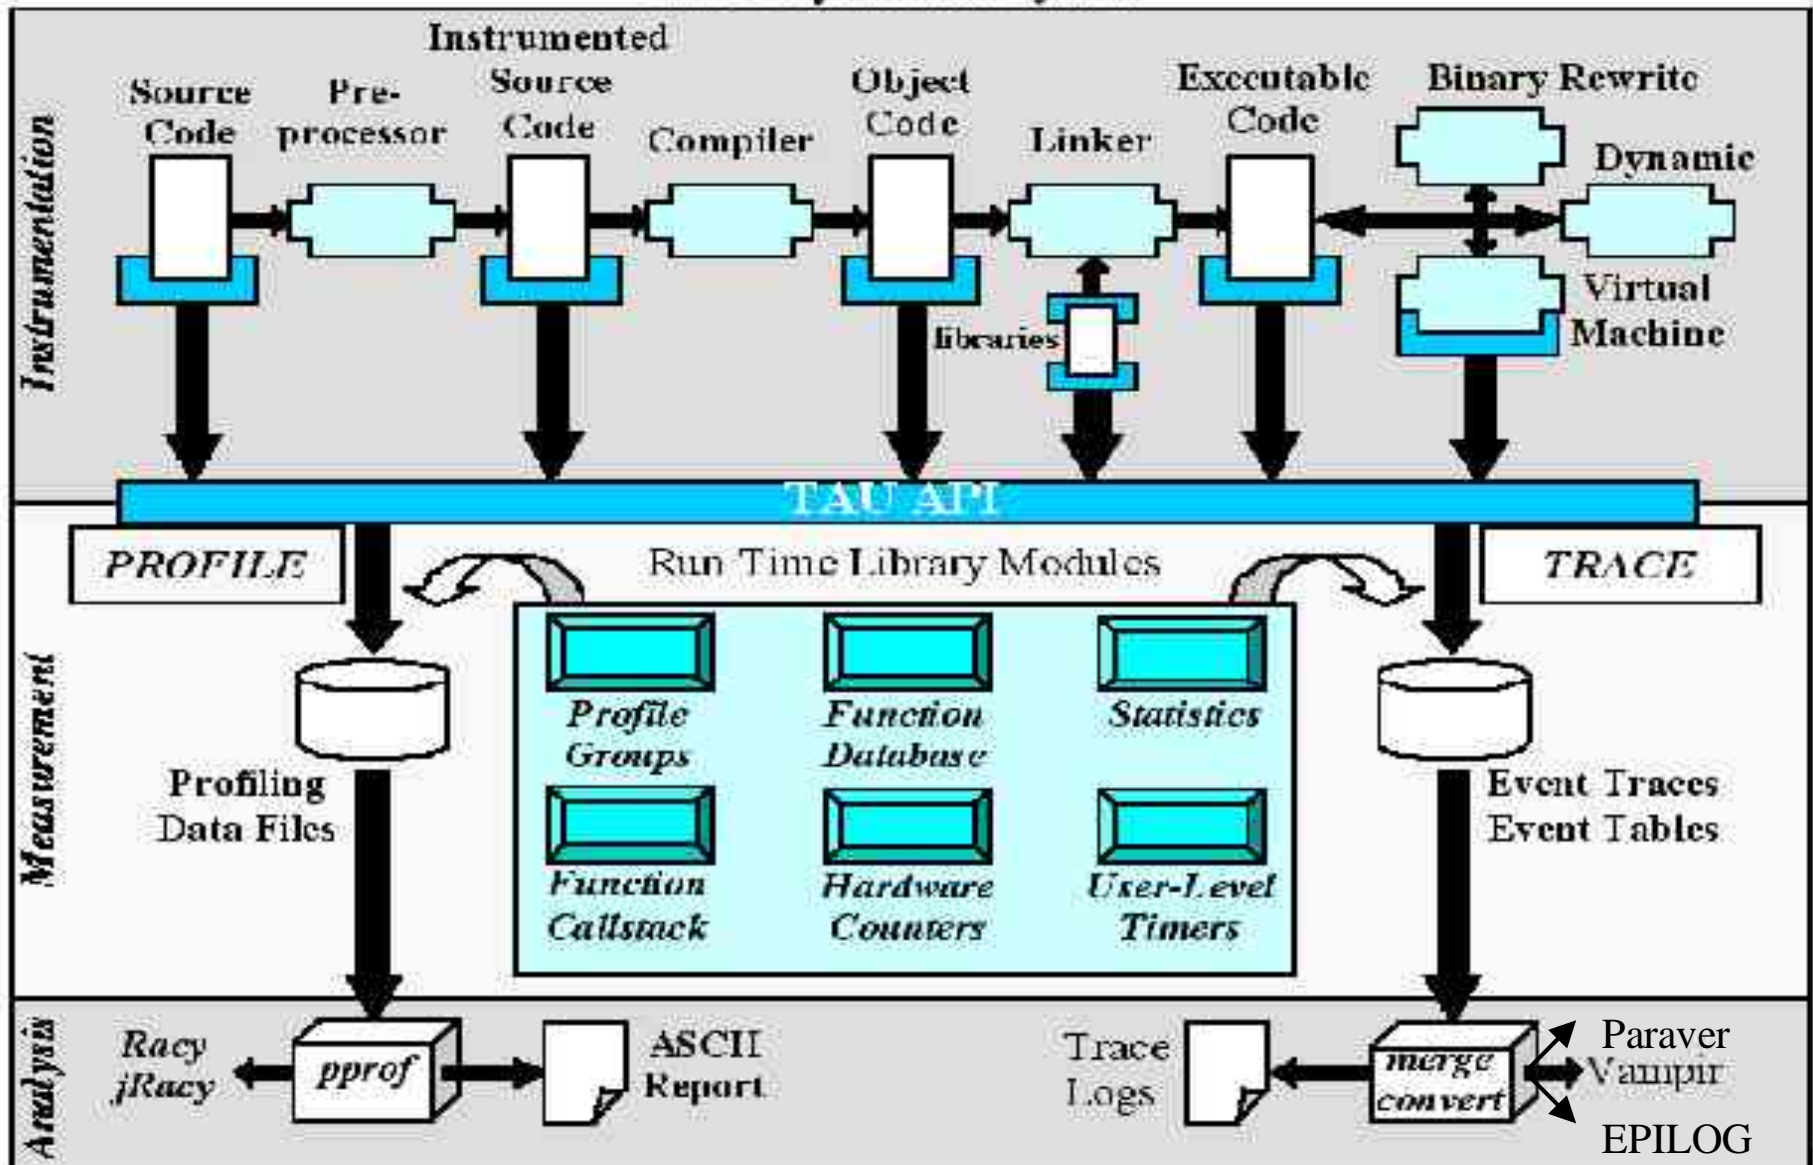 Instrumentation
Source
Code
Pre-
processor
Instrumented
Source
Code
Compiler
Object
Code
Linker
Executable
Code
Binary Rewrite
Dynamic
Virtual
Machine
libraries
TAU API
Measurement
PROFILE
Run Time Library Modules
TRACE
Profile
Groups
Function
Database
Statistics
Function
Callstack
Hardware
Counters
User-Level
Timers
Profiling
Data Files
Event Traces
Event Tables
Analysis
Racy
jRacy
pprof
ASCII
Report
Trace
Logs
merge
convert
Paraver
Vampir
EPILOG